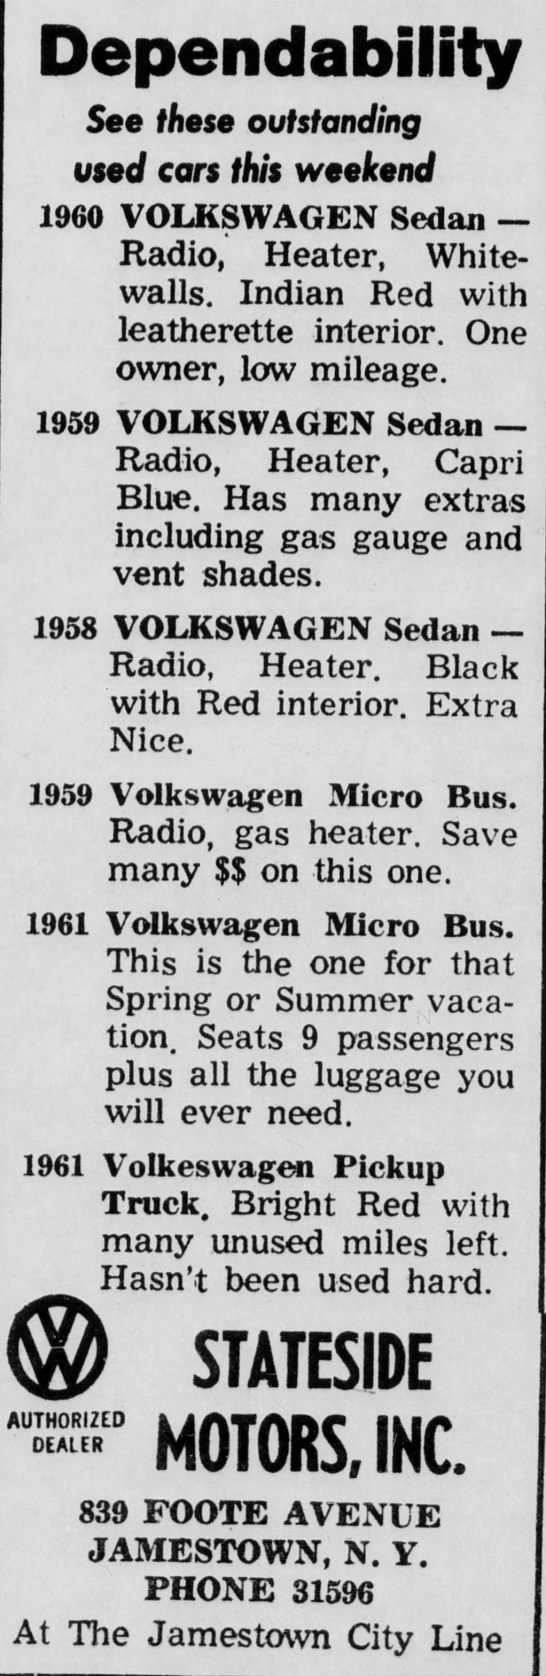 Dependability
See these outstanding
used cars this weekend
1960 VOLKSWAGEN Sedan —
Radio, Heater, White-
walls. Indian Red with
leatherette interior. One
owner, low mileage.
1959 VOLKSWAGEN Sedan —
Radio, Heater, Capri
Blue. Has many extras
including gas gauge and
vent shades.
1958 VOLKSWAGEN Sedan —
Radio, Heater. Black
with Red interior. Extra
Nice.
1959 Volkswagen Micro Bus.
Radio, gas heater. Save
many $$ on this one.
1961 Volkswagen Micro Bus.
This is the one for that
Spring or Summer vaca-
tion. Seats 9 passengers
plus all the luggage you
will ever need.
1961 Volkeswagen Pickup
Truck. Bright Red with
many unused miles left.
Hasn't been used hard.
VW
AUTHORIZED
DEALER
STATESIDE
MOTORS, INC.
839 FOOTE AVENUE
JAMESTOWN, N. Y.
PHONE 31596
At The Jamestown City Line